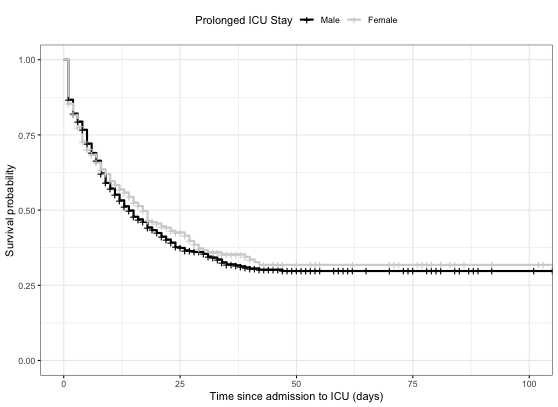 Prolonged ICU Stay Male Female
Survival probability
1.00
0.75
0.50
0.25
0.00
0 25 50 75 100
Time since admission to ICU (days)